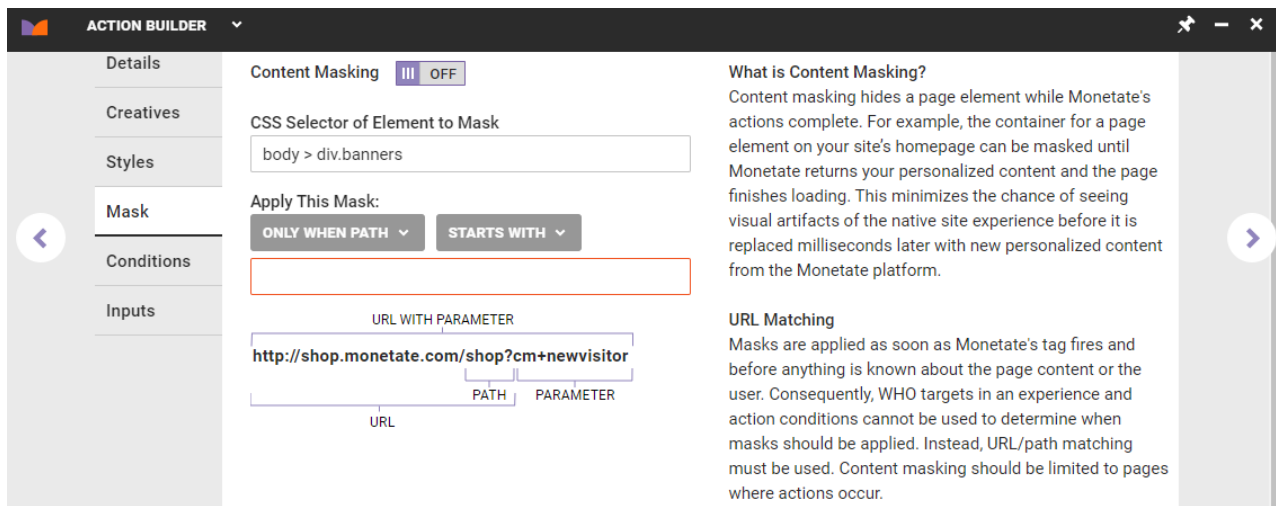 ACTION BUILDER
Details
Creatives
Styles
Mask
Conditions
Inputs
Content Masking
OFF
CSS Selector of Element to Mask
body > div.banners
Apply This Mask:
ONLY WHEN PATH
STARTS WITH
URL WITH PARAMETER
http://shop.monetate.com/shop?cm+newvisitor
PATH
PARAMETER
URL
What is Content Masking?
Content masking hides a page element while Monetate's
actions complete. For example, the container for a page
element on your site's homepage can be masked until
Monetate returns your personalized content and the page
finishes loading. This minimizes the chance of seeing
visual artifacts of the native site experience before it is
replaced milliseconds later with new personalized content
from the Monetate platform.
URL Matching
Masks are applied as soon as Monetate's tag fires and
before anything is known about the page content or the
user. Consequently, WHO targets in an experience and
action conditions cannot be used to determine when
masks should be applied. Instead, URL/path matching
must be used. Content masking should be limited to pages
where actions occur.